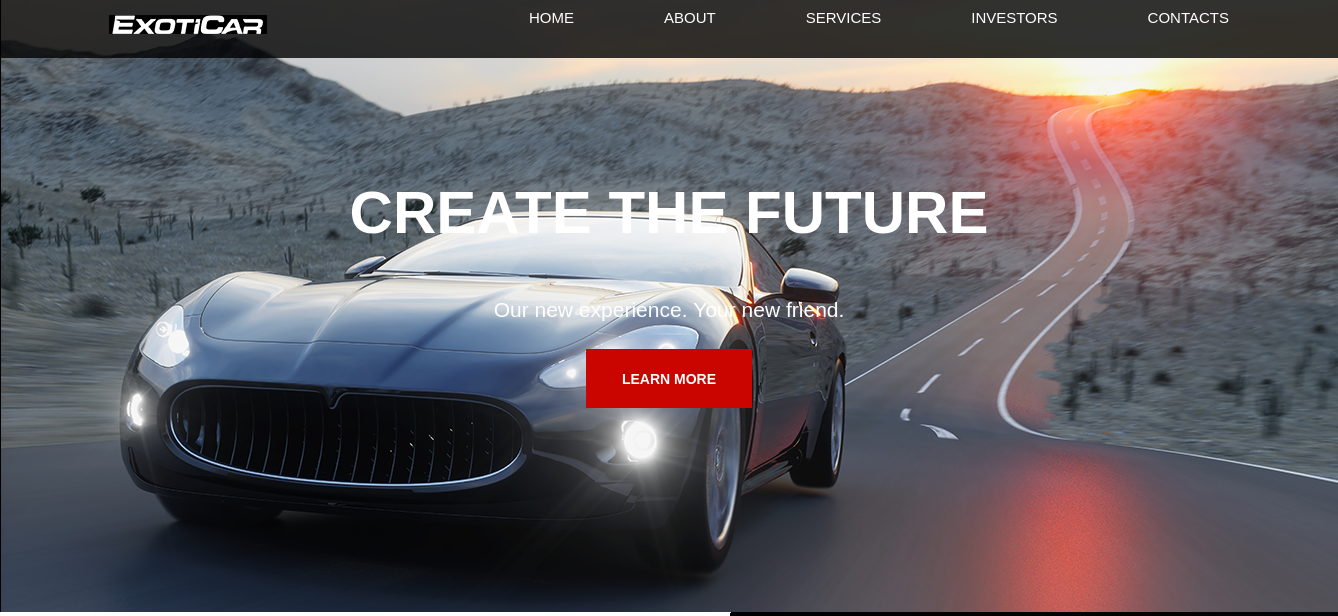 EXOTICAR
HOME ABOUT SERVICES INVESTORS CONTACTS
CREATE THE FUTURE
Our new experience. Your new friend.
LEARN MORE